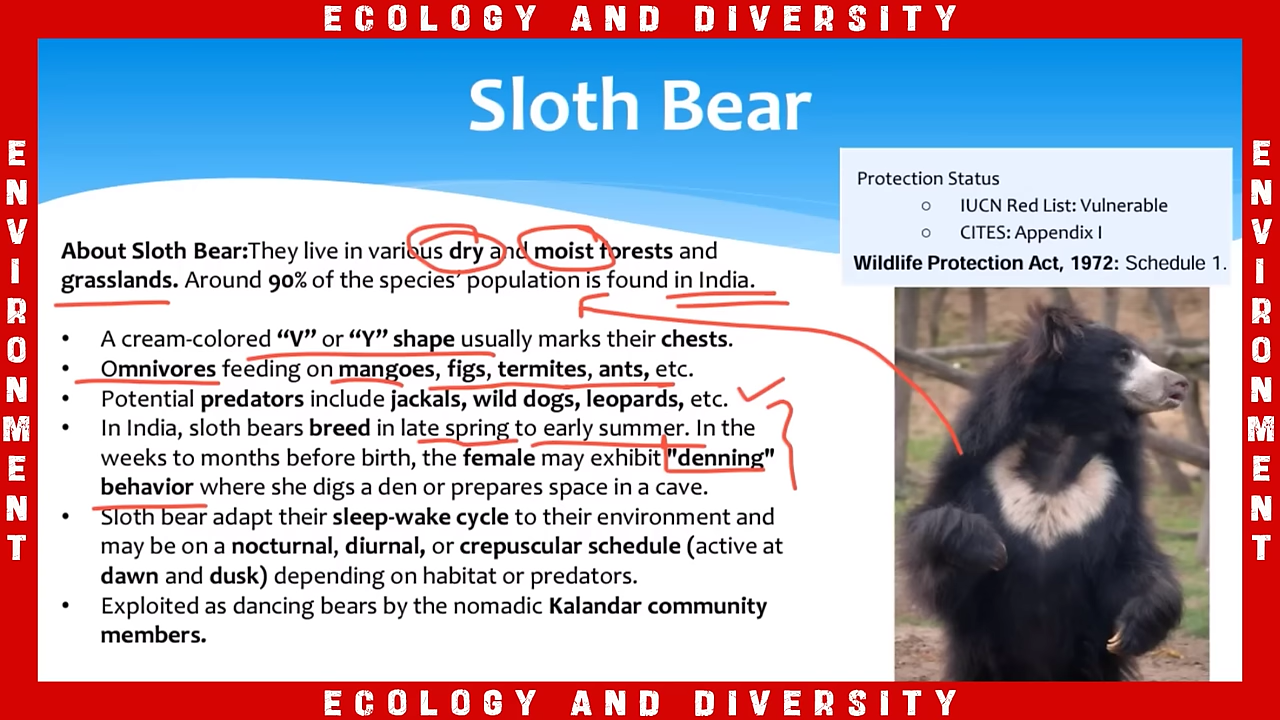 ECOLOGY AND DIVERSITY
Sloth Bear
Protection Status
○ IUCN Red List: Vulnerable
○ CITES: Appendix I
Wildlife Protection Act, 1972: Schedule 1.
About Sloth Bear:They live in various dry and moist forests and
grasslands. Around 90% of the species’ population is found in India.
• A cream-colored “V” or “Y” shape usually marks their chests.
• Omnivores feeding on mangoes, figs, termites, ants, etc.
• Potential predators include jackals, wild dogs, leopards, etc.
• In India, sloth bears breed in late spring to early summer. In the
weeks to months before birth, the female may exhibit "denning"
behavior where she digs a den or prepares space in a cave.
• Sloth bear adapt their sleep-wake cycle to their environment and
may be on a nocturnal, diurnal, or crepuscular schedule (active at
dawn and dusk) depending on habitat or predators.
• Exploited as dancing bears by the nomadic Kalandar community
members.
ENVIRONMENT
ENVIRONMENT
ECOLOGY AND DIVERSITY